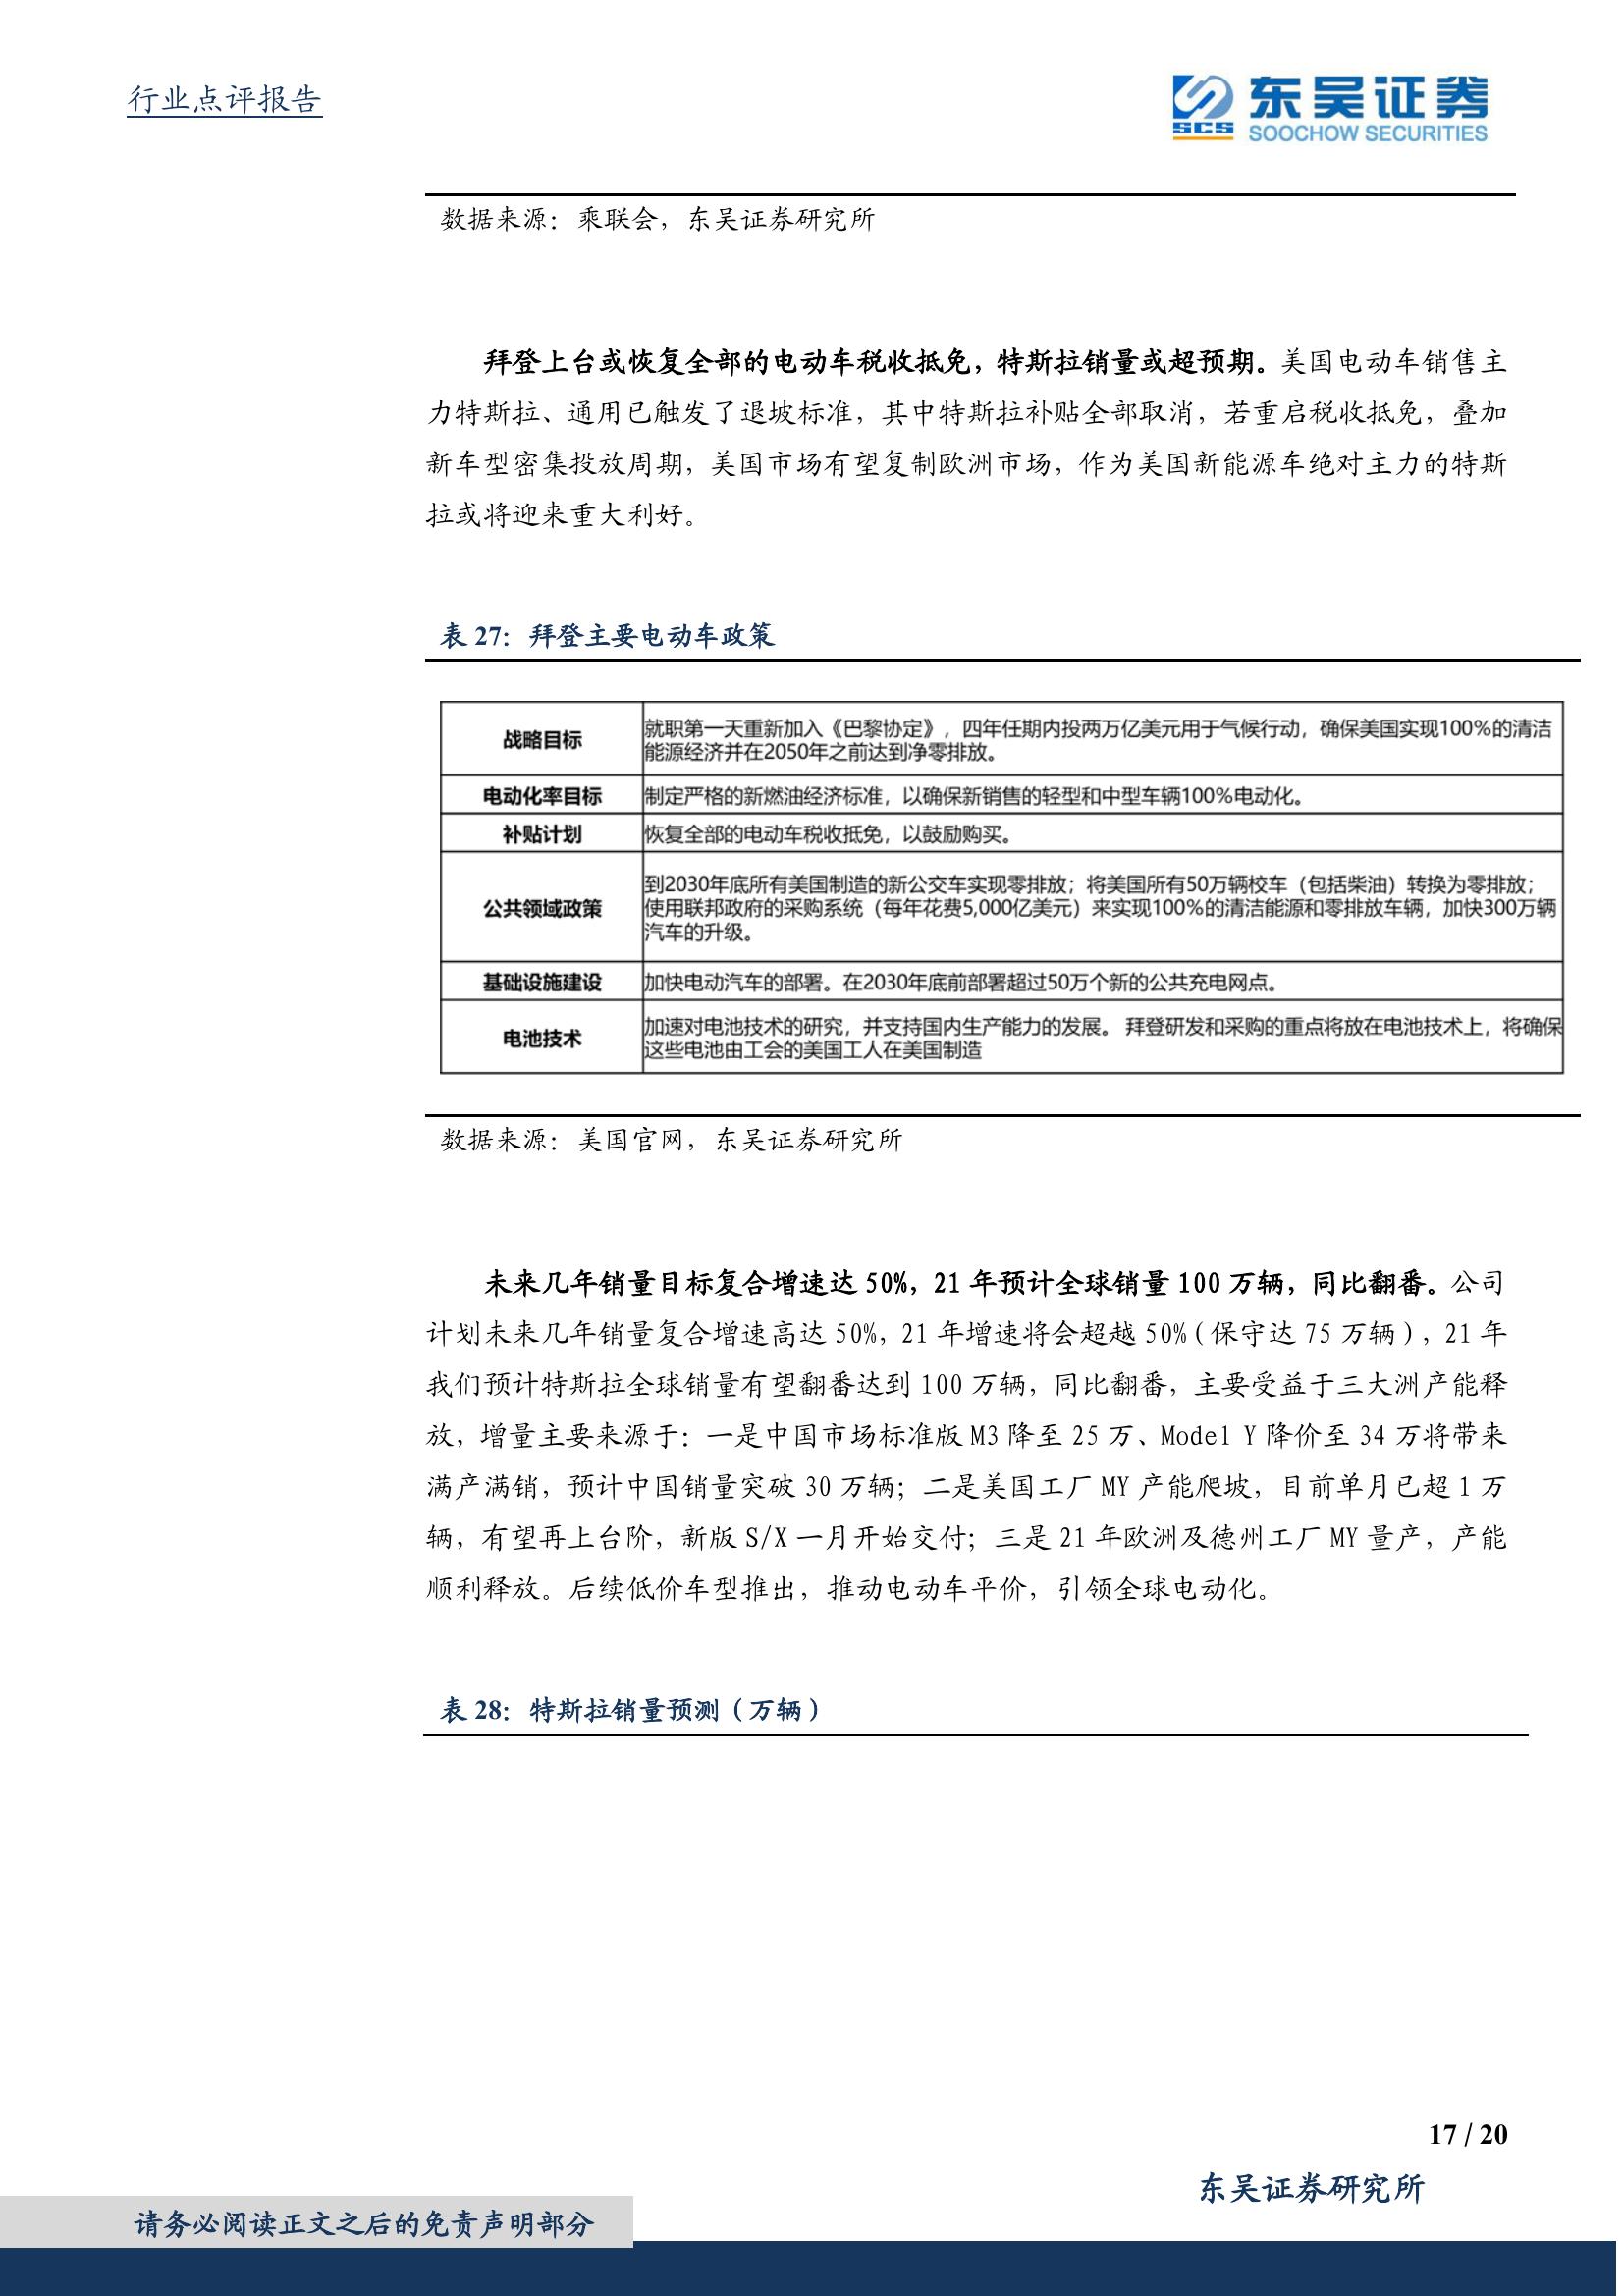 行业点评报告
东吴证券
SCS
SOOCHOW SECURITIES
数据来源：乘联会，东吴证券研究所
拜登上台或恢复全部的电动车税收抵免，特斯拉销量或超预期。美国电动车销售主
力特斯拉、通用已触发了退坡标准，其中特斯拉补贴全部取消，若重启税收抵免，叠加
新车型密集投放周期，美国市场有望复制欧洲市场，作为美国新能源车绝对主力的特斯
拉或将迎来重大利好。
表 27：拜登主要电动车政策
战略目标
就职第一天重新加入《巴黎协定》，四年任期内投两万亿美元用于气候行动，确保美国实现100%的清洁
能源经济并在2050年之前达到净零排放。
电动化率目标
制定严格的新燃油经济标准，以确保新销售的轻型和中型车辆100%电动化。
补贴计划
恢复全部的电动车税收抵免，以鼓励购买。
公共领域政策
到2030年底所有美国制造的新公交车实现零排放；将美国所有50万辆校车（包括柴油）转换为零排放；
使用联邦政府的采购系统（每年花费5,000亿美元）来实现100%的清洁能源和零排放车辆，加快300万辆
汽车的升级。
基础设施建设
加快电动汽车的部署。在2030年底前部署超过50万个新的公共充电网点。
电池技术
加速对电池技术的研究，并支持国内生产能力的发展。 拜登研发和采购的重点将放在电池技术上，将确保
这些电池由工会的美国工人在美国制造
数据来源：美国官网，东吴证券研究所
未来几年销量目标复合增速达 50%，21 年预计全球销量 100 万辆，同比翻番。公司
计划未来几年销量复合增速高达 50%，21 年增速将会超越 50%（保守达 75 万辆），21 年
我们预计特斯拉全球销量有望翻番达到 100 万辆，同比翻番，主要受益于三大洲产能释
放，增量主要来源于：一是中国市场标准版 M3 降至 25 万、Model Y 降价至 34 万将带来
满产满销，预计中国销量突破 30 万辆；二是美国工厂 MY 产能爬坡，目前单月已超 1 万
辆，有望再上台阶，新版 S/X 一月开始交付；三是 21 年欧洲及德州工厂 MY 量产，产能
顺利释放。后续低价车型推出，推动电动车平价，引领全球电动化。
表 28：特斯拉销量预测（万辆）
17 / 20
东吴证券研究所
请务必阅读正文之后的免责声明部分